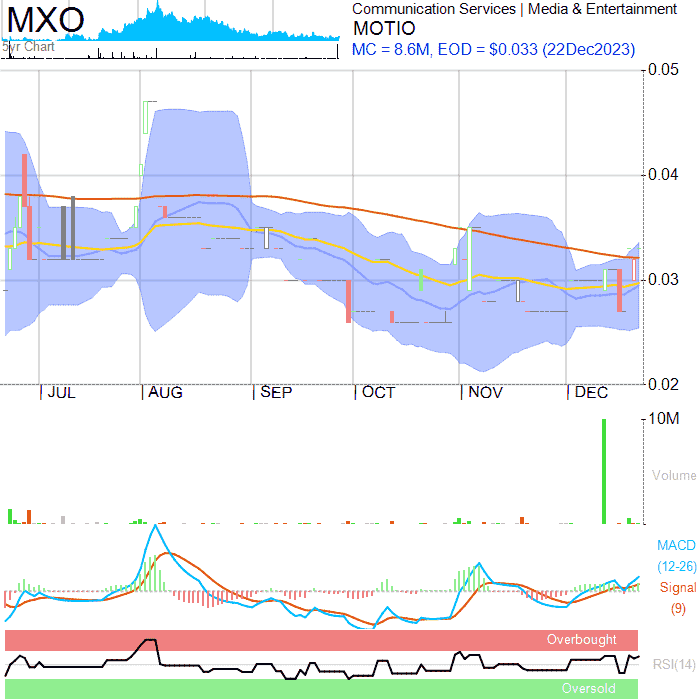 MXO
5yr Chart
Communication Services | Media & Entertainment
MOTIO
MC = 8.6M, EOD = $0.033 (22Dec2023)
0.05
0.04
0.03
0.02
JUL AUG SEP OCT NOV DEC
10M
Volume
MACD
(12-26)
Signal
(9)
Overbought
RSI(14)
Oversold